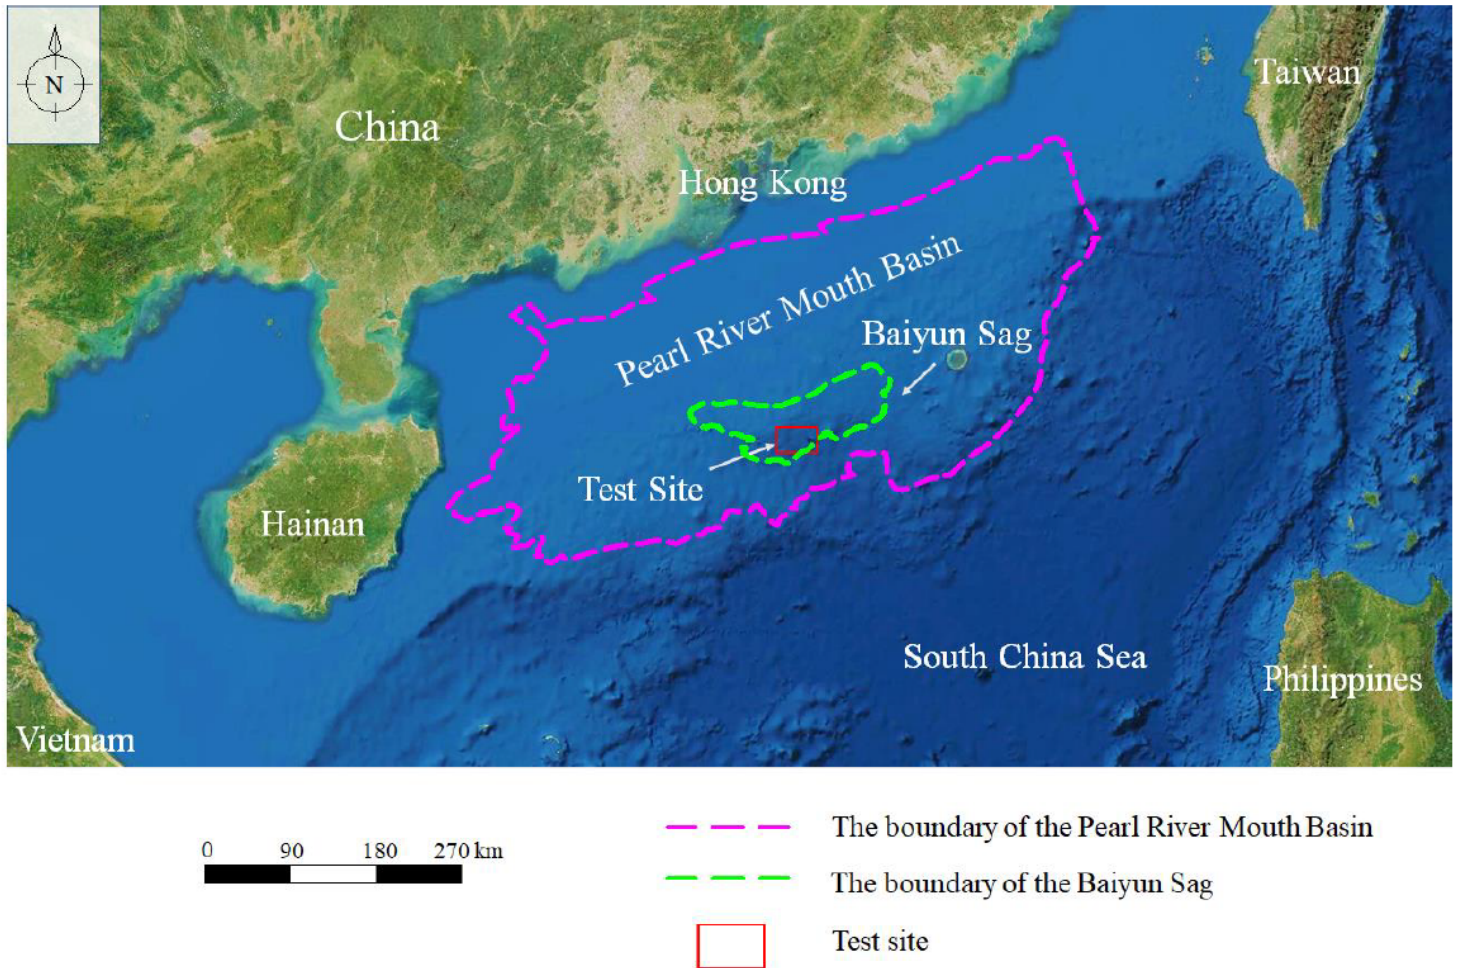 N
China
Taiwan
Hong Kong
Pearl River Mouth Basin
Baiyun Sag
Test Site
Hainan
South China Sea
Philippines
Vietnam
0 90 180 270 km
The boundary of the Pearl River Mouth Basin
The boundary of the Baiyun Sag
Test site